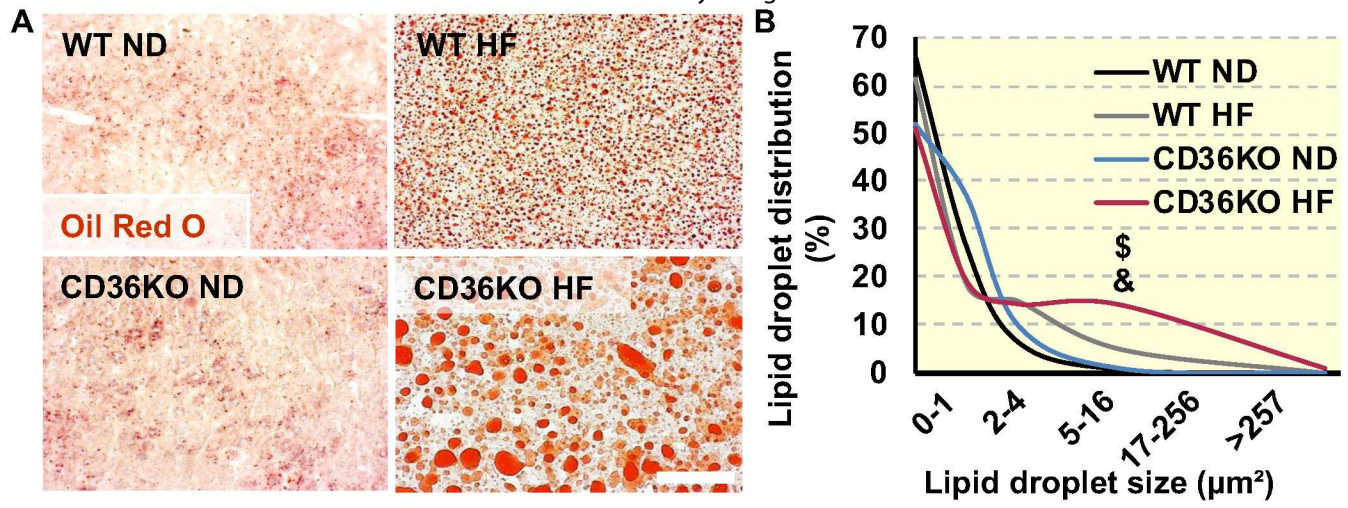 A
WT ND
WT HF
Oil Red O
CD36KO ND
CD36KO HF
B
Lipid droplet distribution
(%)
70
60
50
40
30
20
10
0
WT ND
WT HF
CD36KO ND
CD36KO HF
$
&
0-1
2-4
5-16
17-256
>257
Lipid droplet size (µm²)